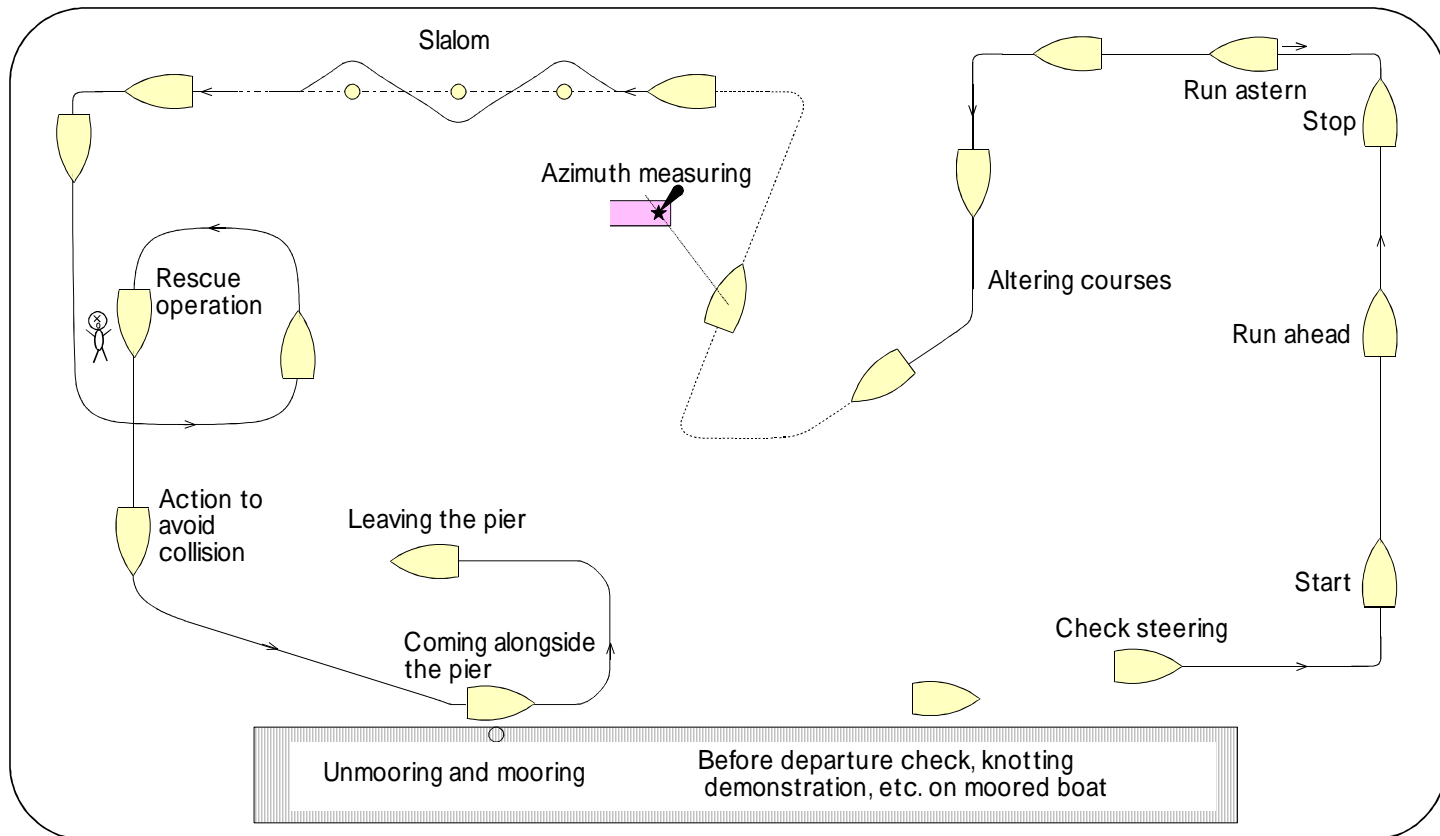 Slalom
Run astern
Stop
Azimuth measuring
Rescue
operation
Altering courses
Run ahead
Action to
avoid
collision
Leaving the pier
Start
Check steering
Coming alongside
the pier
Unmooring and mooring
Before departure check, knotting
demonstration, etc. on moored boat